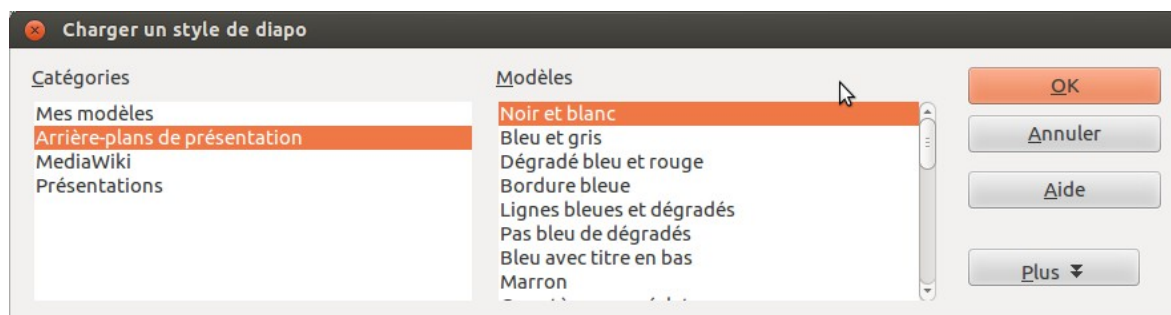 Charger un style de diapo
Catégories
Mes modèles
Arrière-plans de présentation
MediaWiki
Présentations
Modèles
Noir et blanc
Bleu et gris
Dégradé bleu et rouge
Bordure bleue
Lignes bleues et dégradés
Pas bleu de dégradés
Bleu avec titre en bas
Marron
OK
Annuler
Aide
Plus